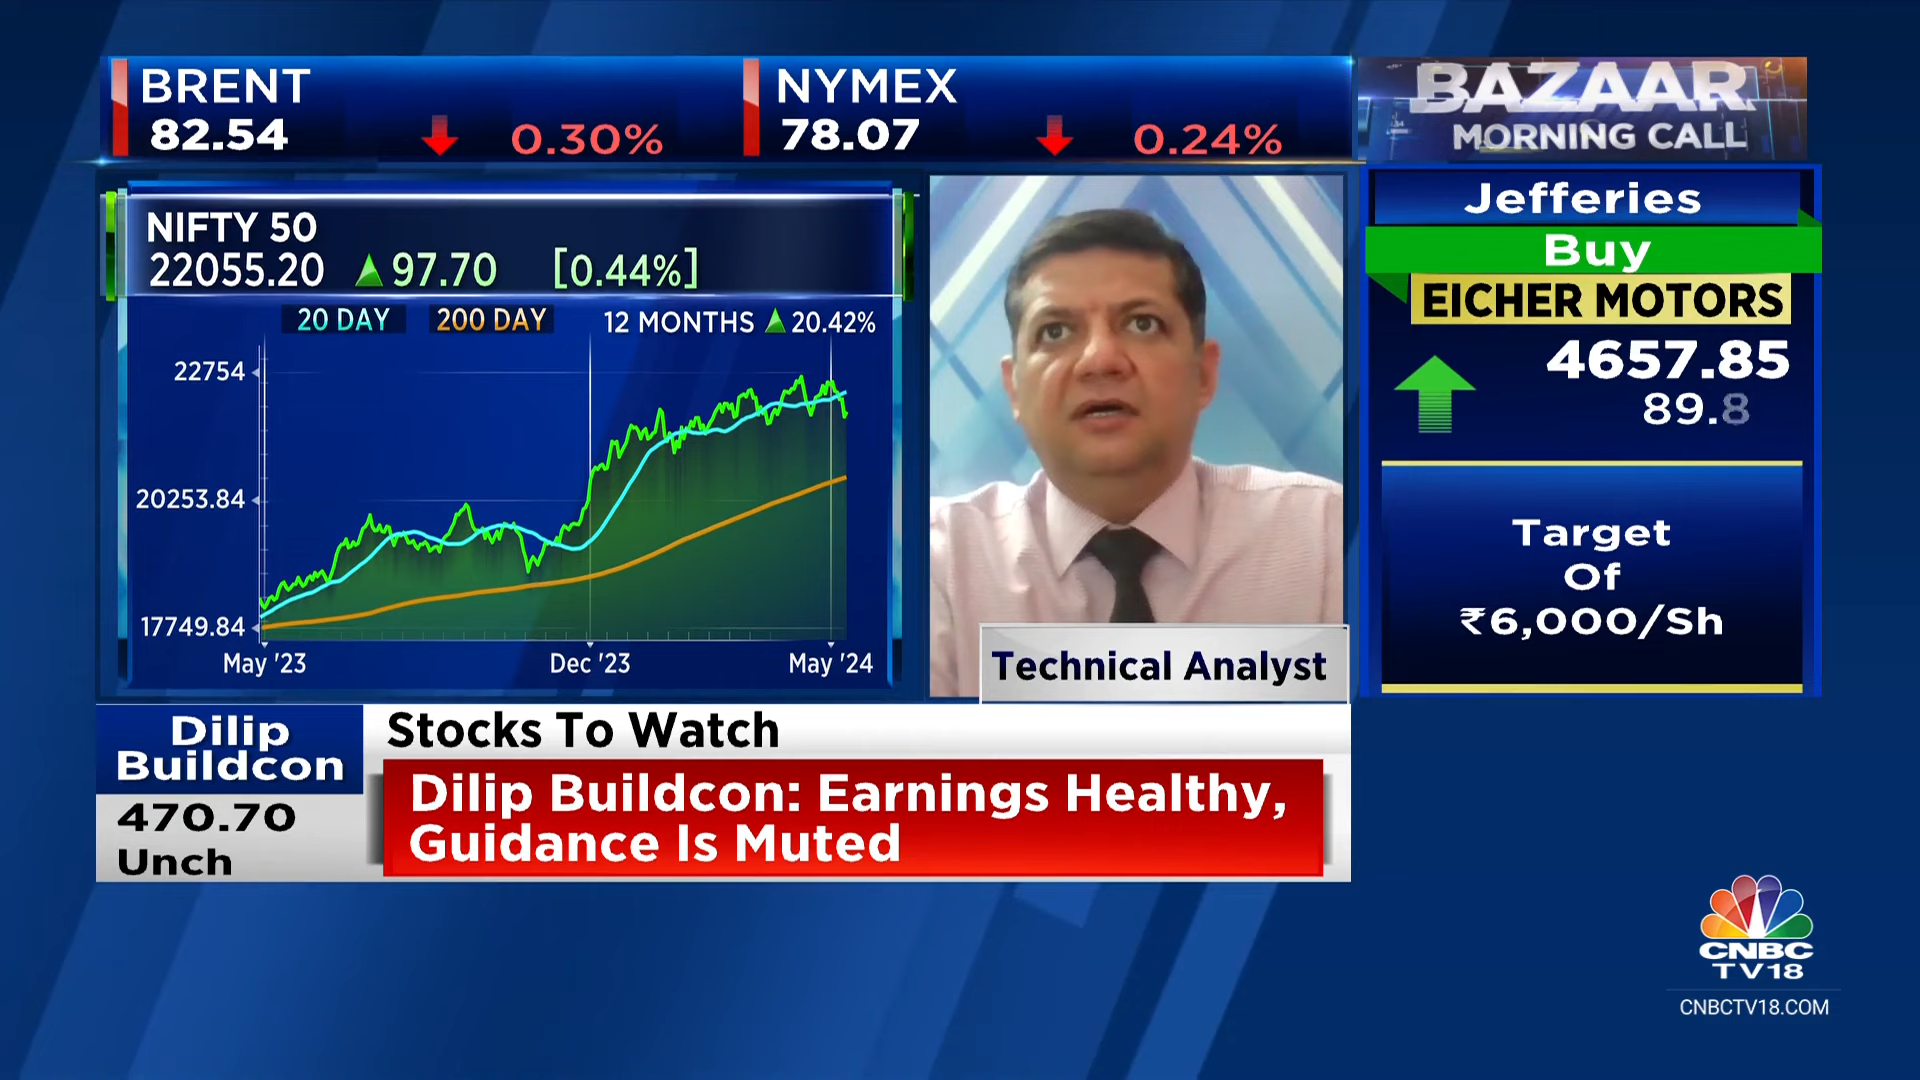 BRENT
82.54 0.30%
NYMEX
78.07 0.24%
BAZAAR
MORNING CALL
NIFTY 50
22055.20 97.70 [0.44%]
20 DAY 200 DAY 12 MONTHS 20.42%
22754
20253.84
17749.84
May '23 Dec '23 May '24
Technical Analyst
Jefferies
Buy
EICHER MOTORS
4657.85
89.8
Target
Of
₹6,000/Sh
Dilip
Buildcon
470.70
Unch
Stocks To Watch
Dilip Buildcon: Earnings Healthy,
Guidance Is Muted
CNBC
TV18
CNBCTV18.COM